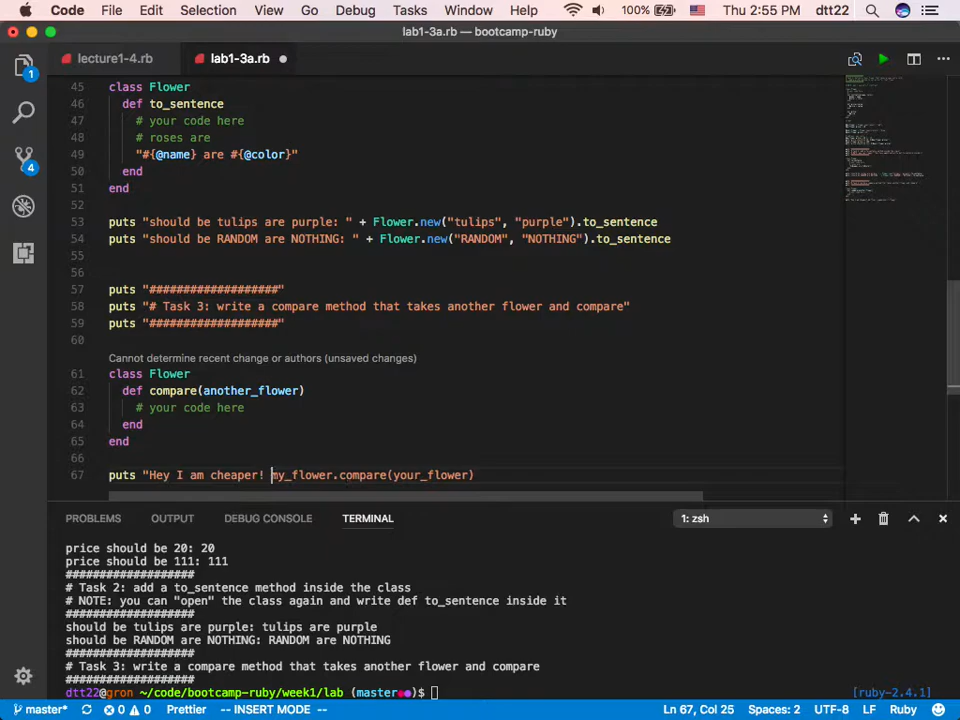 Code File Edit Selection View Go Debug Tasks Window Help 100% Thu 2:55 PM dtt22
lab1-3a.rb — bootcamp-ruby
lecture1-4.rb lab1-3a.rb
1
4
45 class Flower
46 def to_sentence
47 # your code here
48 # roses are
49 "#{@name} are #{@color}"
50 end
51 end
52
53 puts "should be tulips are purple: " + Flower.new("tulips", "purple").to_sentence
54 puts "should be RANDOM are NOTHING: " + Flower.new("RANDOM", "NOTHING").to_sentence
55
56
57 puts "###################"
58 puts "# Task 3: write a compare method that takes another flower and compare"
59 puts "###################"
60
Cannot determine recent change or authors (unsaved changes)
61 class Flower
62 def compare(another_flower)
63 # your code here
64 end
65 end
66
67 puts "Hey I am cheaper! my_flower.compare(your_flower)
PROBLEMS OUTPUT DEBUG CONSOLE TERMINAL 1: zsh
price should be 20: 20
price should be 111: 111
###################
# Task 2: add a to_sentence method inside the class
# NOTE: you can "open" the class again and write def to_sentence inside it
###################
should be tulips are purple: tulips are purple
should be RANDOM are NOTHING: RANDOM are NOTHING
###################
# Task 3: write a compare method that takes another flower and compare
###################
dtt22@gron ~/code/bootcamp-ruby/week1/lab (master●●)$ [ruby-2.4.1]
master* 0 0 Prettier -- INSERT MODE -- Ln 67, Col 25 Spaces: 2 UTF-8 LF Ruby